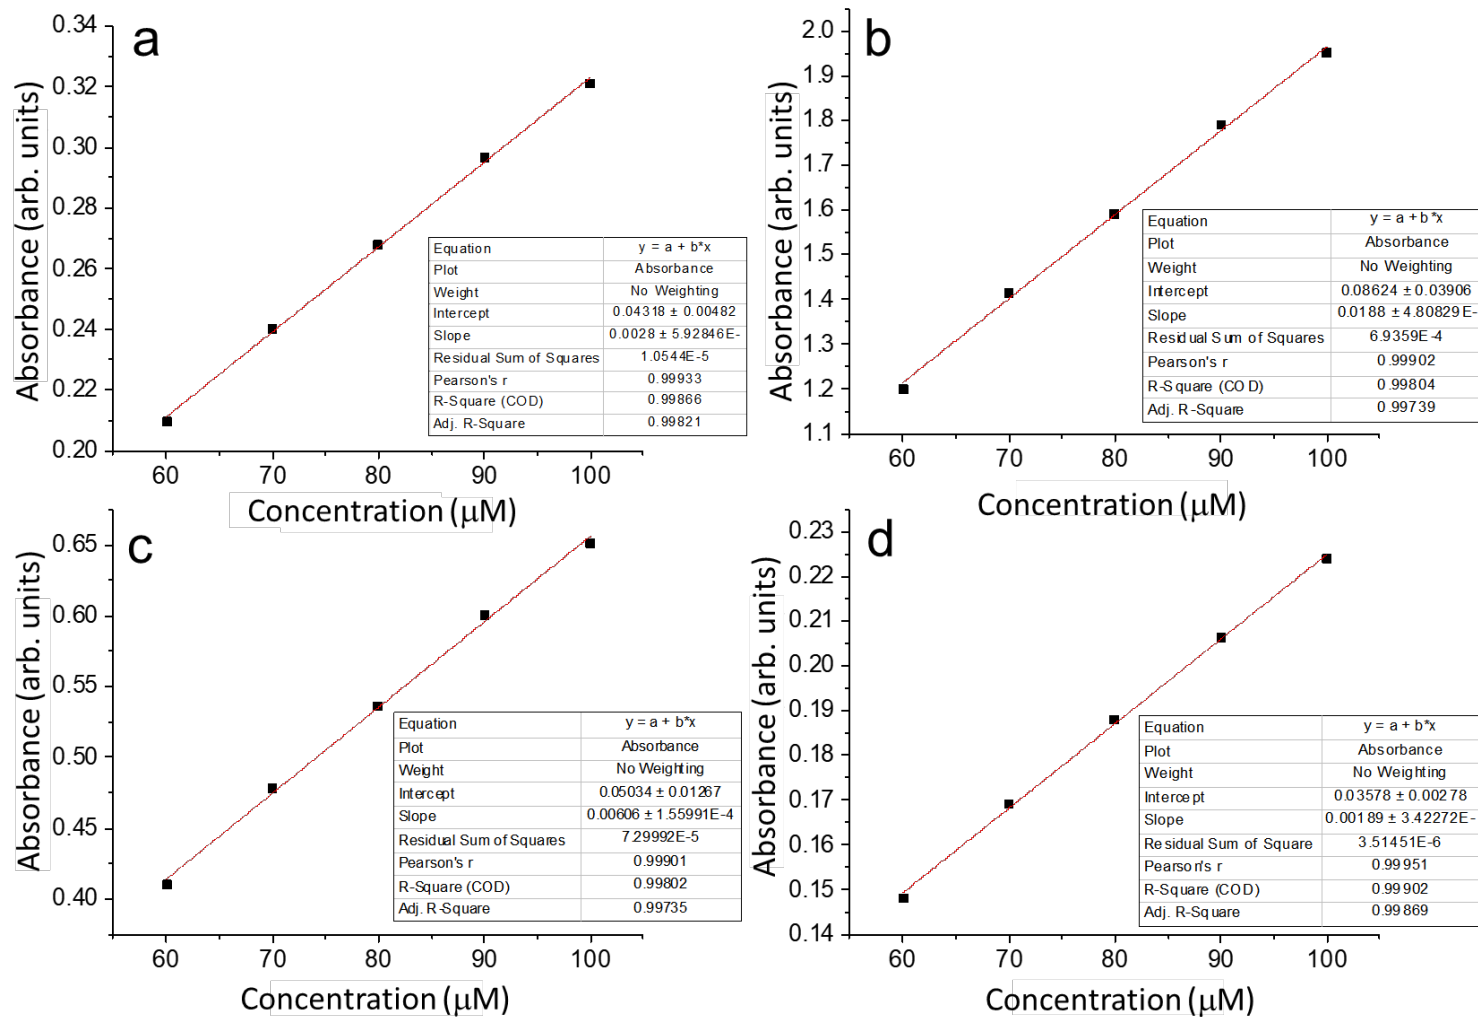 a
0.34
0.32
0.30
0.28
0.26
0.24
0.22
0.20
Absorbance (arb. units)
60 70 80 90 100
Concentration (μM)
Equation y = a + b*x
Plot Absorbance
Weight No Weighting
Intercept 0.04318 ± 0.00482
Slope 0.0028 ± 5.92846E-
Residual Sum of Squares 1.0544E-5
Pearson's r 0.99933
R-Square (COD) 0.99866
Adj. R-Square 0.99821
b
2.0
1.9
1.8
1.7
1.6
1.5
1.4
1.3
1.2
1.1
Absorbance (arb. units)
60 70 80 90 100
Concentration (μM)
Equation y = a + b*x
Plot Absorbance
Weight No Weighting
Intercept 0.08624 ± 0.03906
Slope 0.0188 ± 4.80829E-
Residual Sum of Squares 6.9359E-4
Pearson's r 0.99902
R-Square (COD) 0.99804
Adj. R-Square 0.99739
c
0.65
0.60
0.55
0.50
0.45
0.40
Absorbance (arb. units)
60 70 80 90 100
Concentration (μM)
Equation y = a + b*x
Plot Absorbance
Weight No Weighting
Intercept 0.05034 ± 0.01267
Slope 0.00606 ± 1.55991E-4
Residual Sum of Squares 7.29992E-5
Pearson's r 0.99901
R-Square (COD) 0.99802
Adj. R-Square 0.99735
d
0.23
0.22
0.21
0.20
0.19
0.18
0.17
0.16
0.15
0.14
Absorbance (arb. units)
60 70 80 90 100
Concentration (μM)
Equation y = a + b*x
Plot Absorbance
Weight No Weighting
Intercept 0.03578 ± 0.00278
Slope 0.00189 ± 3.42272E-
Residual Sum of Square 3.51451E-6
Pearson's r 0.99951
R-Square (COD) 0.99902
Adj. R-Square 0.99869